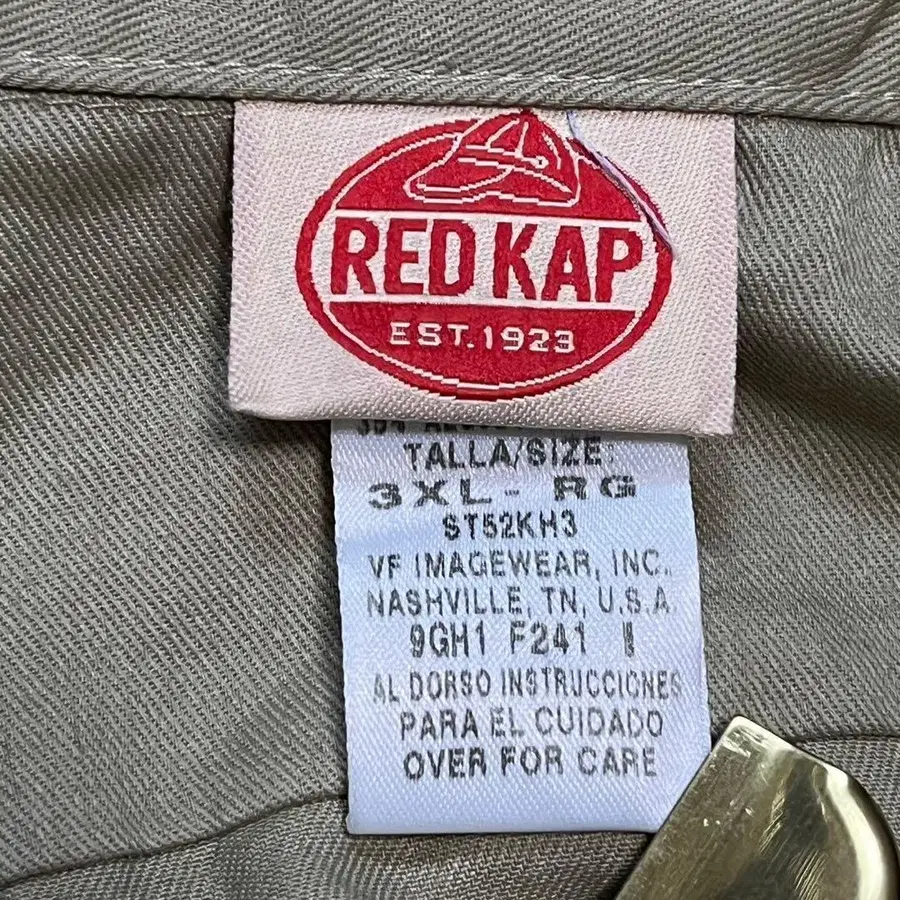 RED KAP
EST. 1923
TALLA/SIZE:
3XL - RG
ST52KH3
VF IMAGEWEAR, INC.
NASHVILLE, TN, U.S.A.
9GH1 F241 I
AL DORSO INSTRUCCIONES
PARA EL CUIDADO
OVER FOR CARE